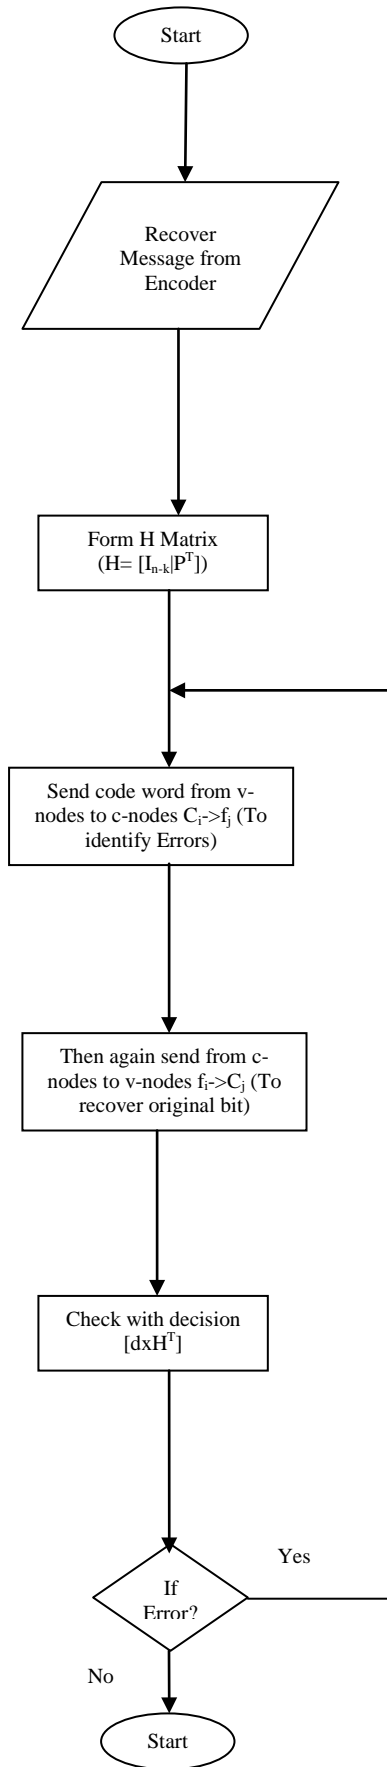 Start
Recover
Message from
Encoder
Form H Matrix
(H= [Iₙ₋ₖ|Pᵀ])
Send code word from v-
nodes to c-nodes Cᵢ->fⱼ (To
identify Errors)
Then again send from c-
nodes to v-nodes fᵢ->Cⱼ (To
recover original bit)
Check with decision
[dxHᵀ]
Yes
If
Error?
No
Start